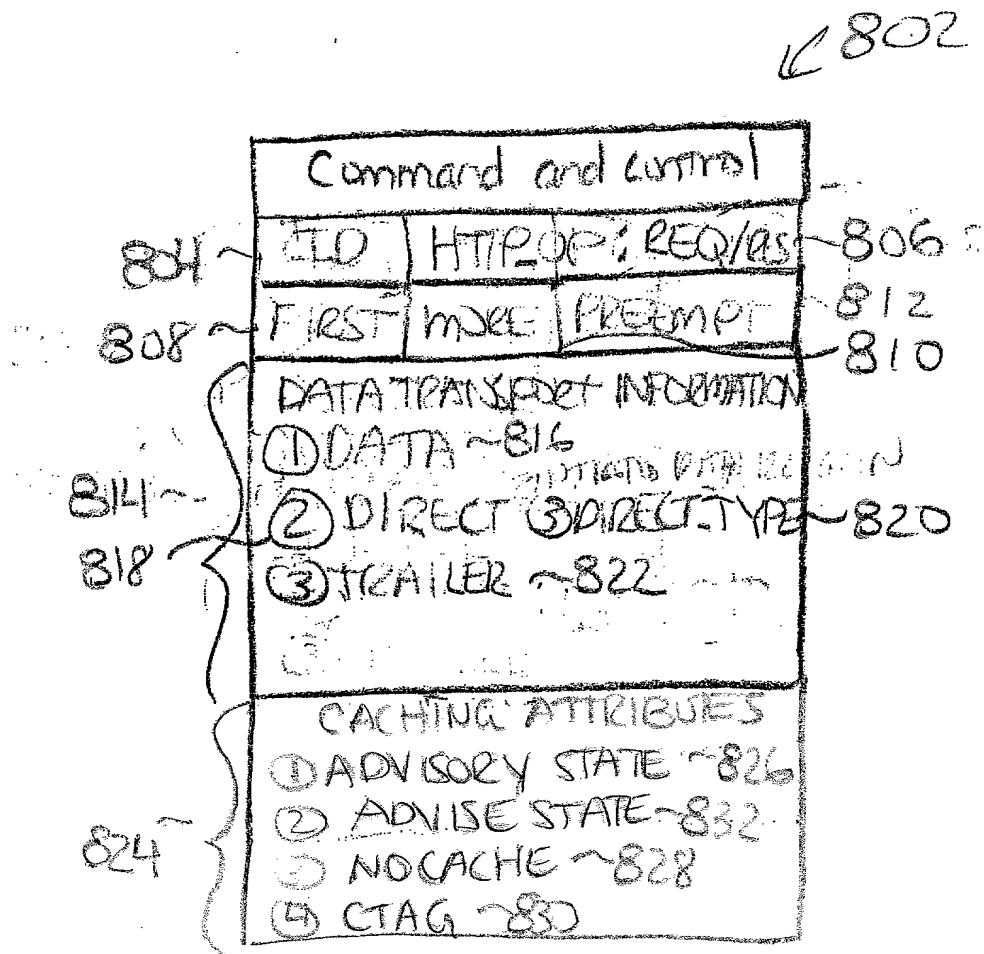 802
Command and control
804 ~ CID HTTP_OP : REQ/RES ~ 806
808 ~ FIRST MORE PREEMPT 812
810
DATA TRANSPORT INFORMATION
① DATA ~816
814 ~
② DIRECT ③ DIRECT_TYPE ~ 820
818
③ TRAILER ~822
CACHING ATTRIBUTES
① ADVISORY STATE ~826
② ADVISE STATE ~832
824 ~
NOCACHE ~828
④ CTAG ~830